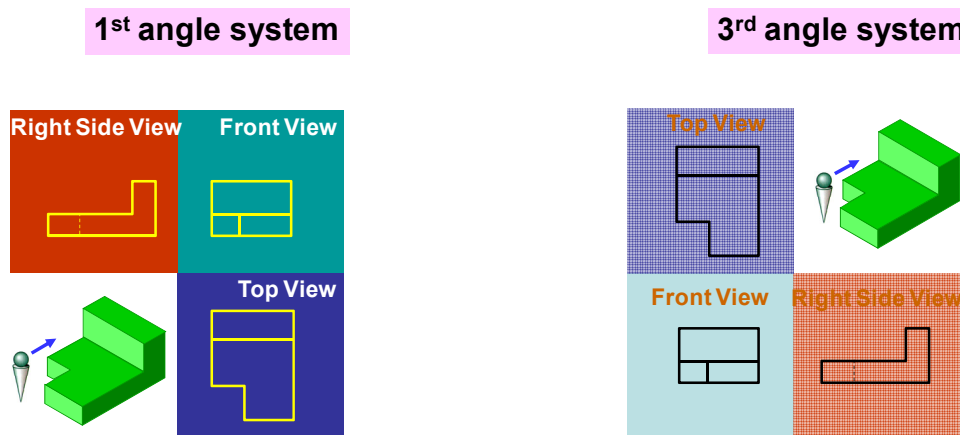 1st angle system
3rd angle system
Right Side View
Front View
Top View
Top View
Front View
Right Side View